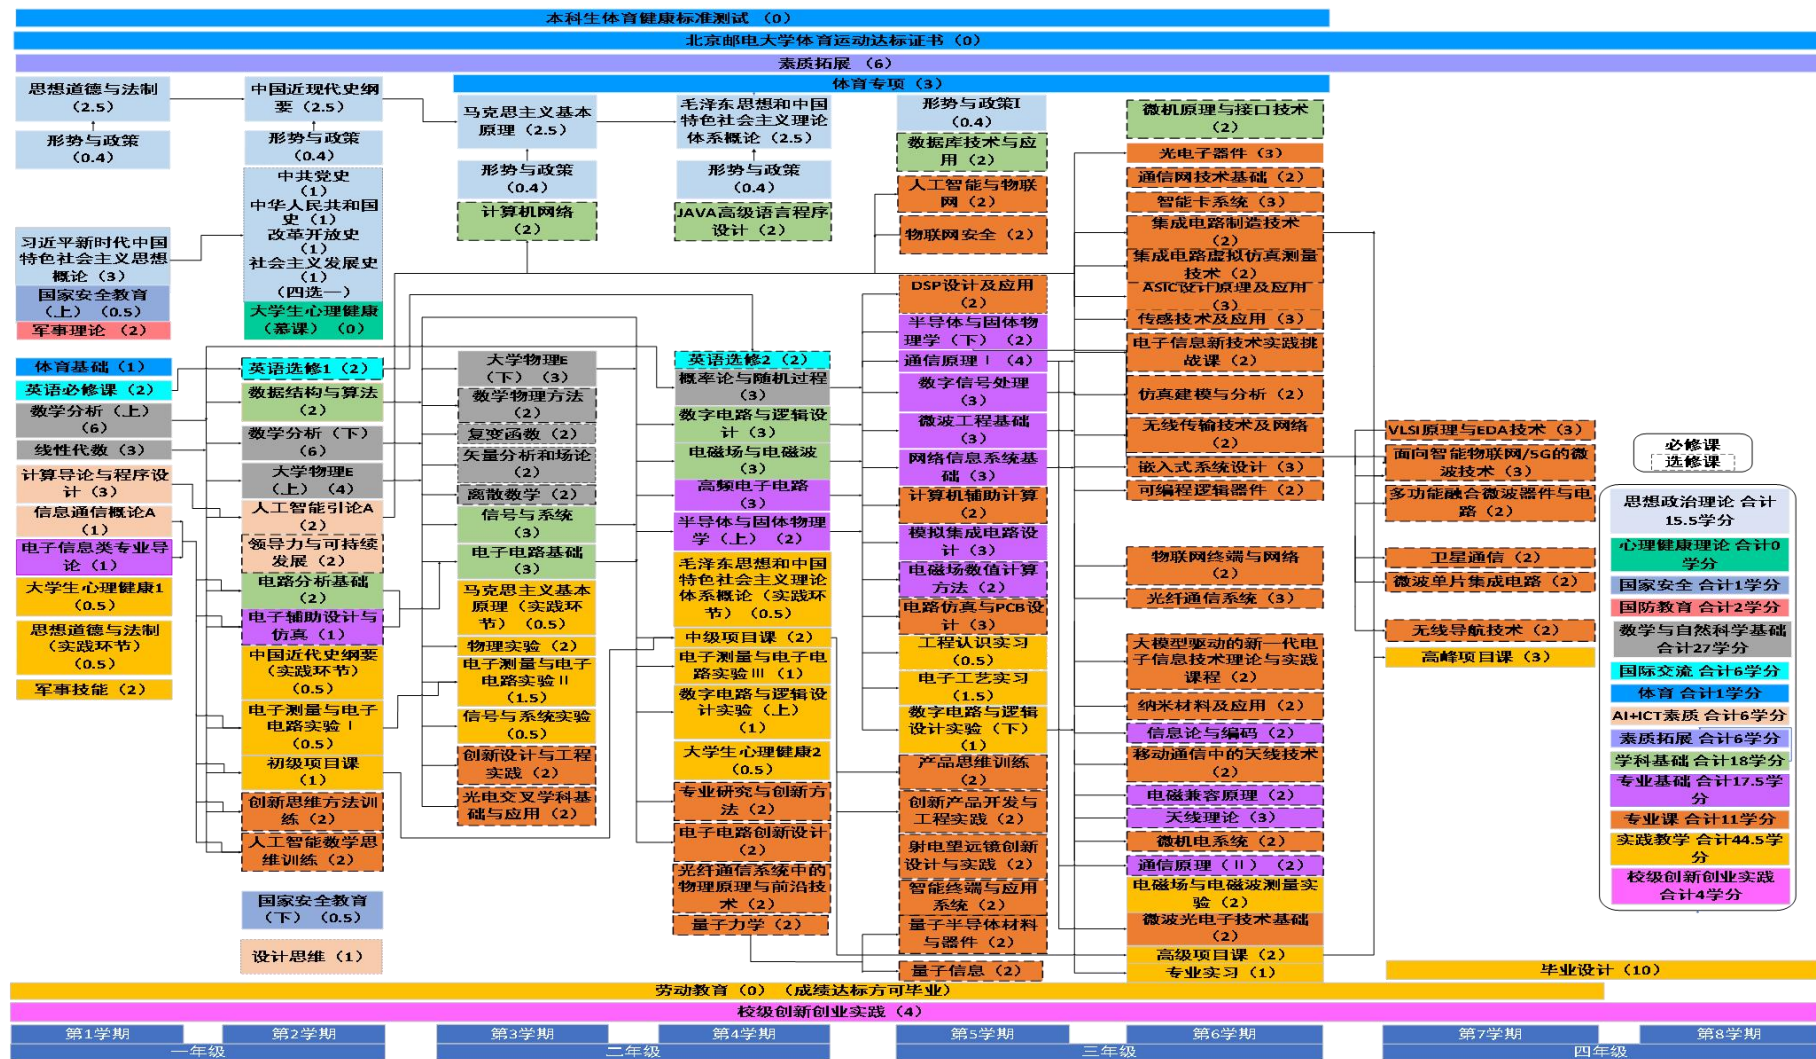 本科生体育健康标准测试（0）
北京邮电大学体育运动达标证书（0）
素质拓展（6）
体育专项（3）
思想道德与法制
（2.5）
形势与政策
（0.4）
习近平新时代中国
特色社会主义思想
概论（3）
国家安全教育
（上）（0.5）
军事理论（2）
体育基础（1）
英语必修课（2）
数学分析（上）
（6）
线性代数（3）
计算导论与程序设
计（3）
信息通信概论A
（1）
电子信息类专业导
论（1）
大学生心理健康1
（0.5）
思想道德与法制
（实践环节）
（0.5）
军事技能（2）
中国近现代史纲
要（2.5）
形势与政策
（0.4）
中共党史
（1）
中华人民共和国
史（1）
改革开放史
（1）
社会主义发展史
（1）
（四选一）
大学生心理健康
（慕课）（0）
英语选修1（2）
数据结构与算法
（2）
数学分析（下）
（6）
大学物理E
（上）（4）
人工智能引论A
（2）
领导力与可持续
发展（2）
电路分析基础
（2）
电子辅助设计与
仿真（1）
中国近代史纲要
（实践环节）
（0.5）
电子测量与电子
电路实验Ⅰ
（0.5）
初级项目课
（1）
创新思维方法训
练（2）
人工智能数学思
维训练（2）
国家安全教育
（下）（0.5）
设计思维（1）
马克思主义基本
原理（2.5）
形势与政策
（0.4）
计算机网络
（2）
大学物理E
（下）（3）
数学物理方法
（2）
复变函数（2）
矢量分析和场论
（2）
离散数学（2）
信号与系统
（3）
电子电路基础
（3）
马克思主义基本
原理（实践环
节）（0.5）
物理实验（2）
电子测量与电子
电路实验Ⅱ
（1.5）
信号与系统实验
（0.5）
创新设计与工程
实践（2）
光电交叉学科基
础与应用（2）
毛泽东思想和中国
特色社会主义理论
体系概论（2.5）
形势与政策
（0.4）
JAVA高级语言程序
设计（2）
英语选修2（2）
概率论与随机过程
（3）
数字电路与逻辑设
计（3）
电磁场与电磁波
（3）
高频电子电路
（3）
半导体与固体物理
学（上）（2）
毛泽东思想和中国
特色社会主义理论
体系概论（实践环
节）（0.5）
中级项目课（2）
电子测量与电子电
路实验Ⅲ（1）
数字电路与逻辑设
计实验（上）
（1）
大学生心理健康2
（0.5）
专业研究与创新方
法（2）
电子电路创新设计
（2）
光纤通信系统中的
物理原理与前沿技
术（2）
量子力学（2）
形势与政策1
（0.4）
数据库技术与应
用（2）
人工智能与物联
网（2）
物联网安全（2）
DSP设计及应用
（2）
半导体与固体物
理学（下）（2）
通信原理Ⅰ（4）
数字信号处理
（3）
微波工程基础
（3）
网络信息系统基
础（3）
计算机辅助计算
（2）
模拟集成电路设
计（3）
电磁场数值计算
方法（2）
电路仿真与PCB设
计（3）
工程认识实习
（0.5）
电子工艺实习
（1.5）
数字电路与逻辑
设计实验（下）
（1）
产品思维训练
（2）
创新产品开发与
工程实践（2）
射电望远镜创新
设计与实践（2）
智能终端与应用
系统（2）
量子半导体材料
与器件（2）
量子信息（2）
微机原理与接口技术
（2）
光电子器件（3）
通信网技术基础（2）
智能卡系统（3）
集成电路制造技术
（2）
集成电路虚拟仿真测量
技术（2）
ASIC设计原理及应用
（3）
传感技术及应用（3）
电子信息新技术实践挑
战课（2）
仿真建模与分析（2）
无线传输技术及网络
（2）
嵌入式系统设计（3）
可编程逻辑器件（2）
物联网终端与网络
（2）
光纤通信系统（3）
大模型驱动的新一代电
子信息技术理论与实践
课程（2）
纳米材料及应用（2）
信息论与编码（2）
移动通信中的天线技术
（2）
电磁兼容原理（2）
天线理论（3）
微机电系统（2）
通信原理（II）（2）
电磁场与电磁波测量实
验（2）
微波光电子技术基础
（2）
高级项目课（2）
专业实习（1）
VLSI原理与EDA技术（3）
面向智能物联网/5G的微
波技术（3）
多功能融合微波器件与电
路（2）
卫星通信（2）
微波单片集成电路（2）
无线导航技术（2）
高峰项目课（3）
毕业设计（10）
必修课
选修课
思想政治理论 合计
15.5学分
心理健康理论 合计0
学分
国家安全 合计1学分
国防教育 合计2学分
数学与自然科学基础
合计27学分
国际交流 合计6学分
体育 合计1学分
AI+ICT素质 合计6学分
素质拓展 合计6学分
学科基础 合计18学分
专业基础 合计17.5学
分
专业课 合计11学分
实践教学 合计44.5学
分
校级创新创业实践
合计4学分
劳动教育（0）（成绩达标方可毕业）
校级创新创业实践（4）
第1学期
第2学期
第3学期
第4学期
第5学期
第6学期
第7学期
第8学期
一年级
二年级
三年级
四年级